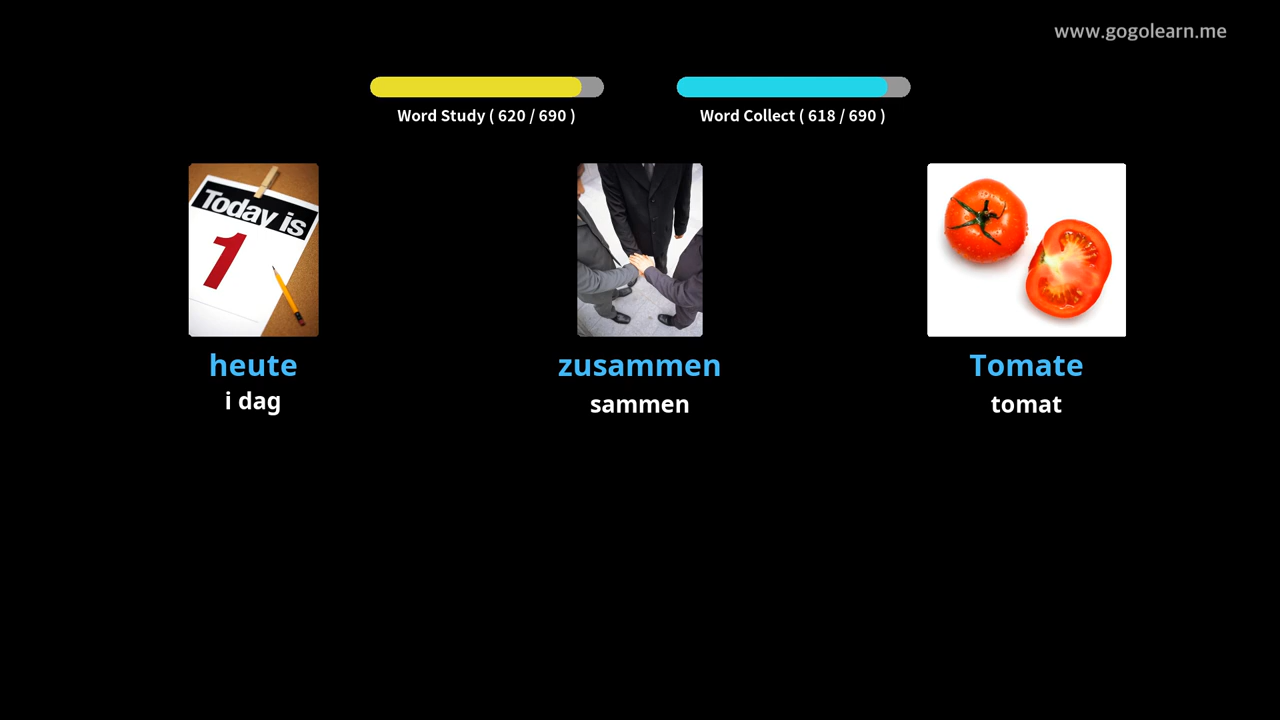 www.gogolearn.me
Word Study ( 620 / 690 )
Word Collect ( 618 / 690 )
Today is
1
heute
i dag
zusammen
sammen
Tomate
tomat